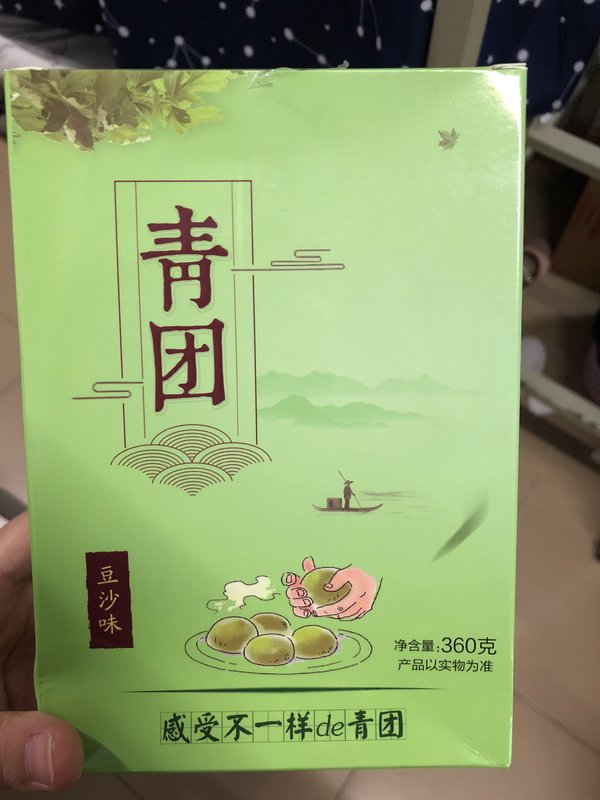 青团
豆沙味
净含量:360克
产品以实物为准
感受不一样de青团